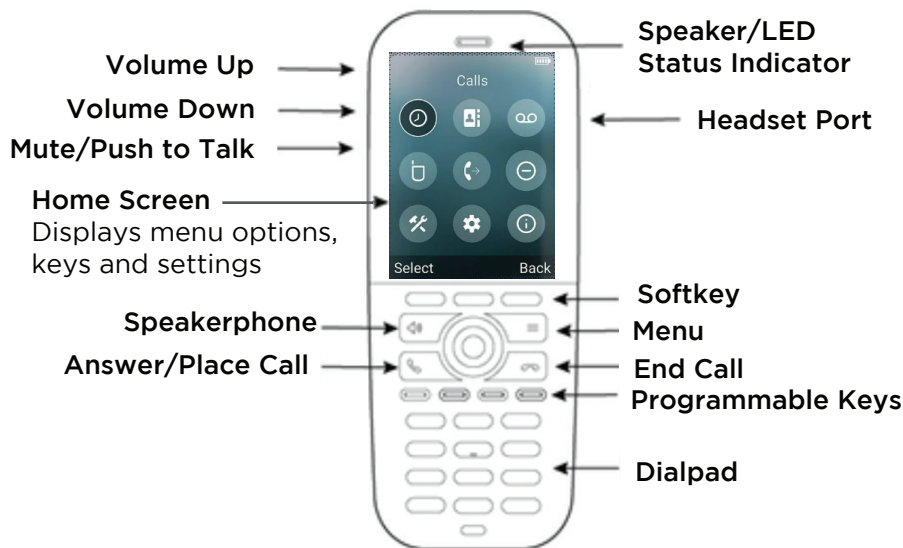 Speaker/LED
Status Indicator
Volume Up
Volume Down
Mute/Push to Talk
Headset Port
Home Screen
Displays menu options,
keys and settings
Calls
Select
Back
Softkey
Speakerphone
Menu
Answer/Place Call
End Call
Programmable Keys
Dialpad